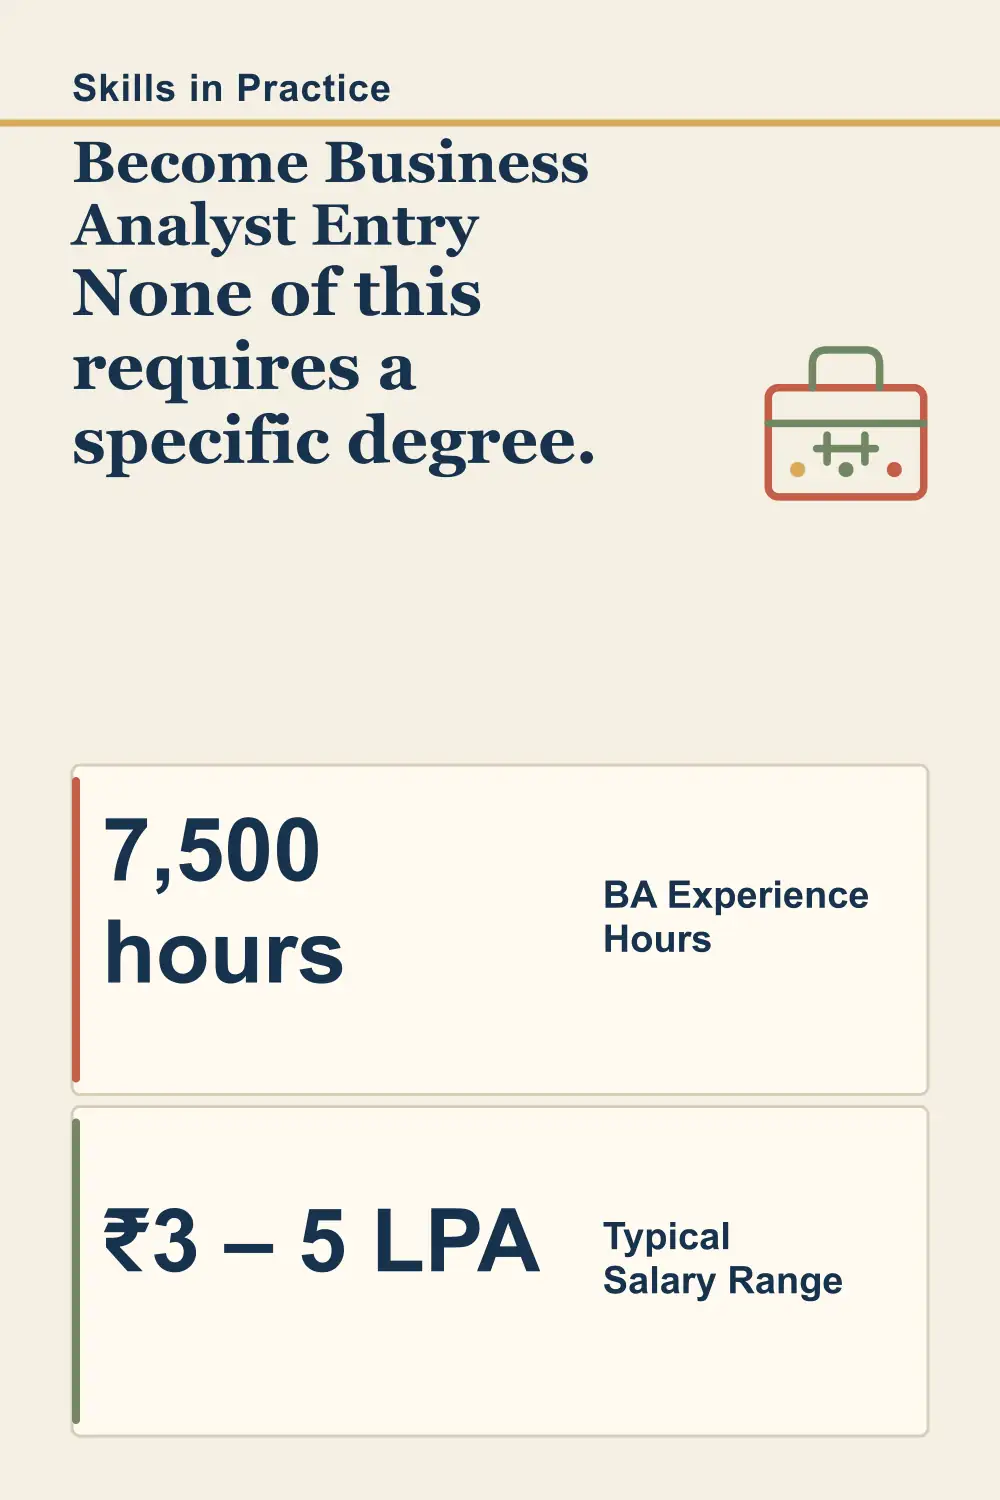 Skills in Practice
Become Business
Analyst Entry
None of this
requires a
specific degree.
7,500
hours
BA Experience
Hours
₹3 – 5 LPA
Typical
Salary Range